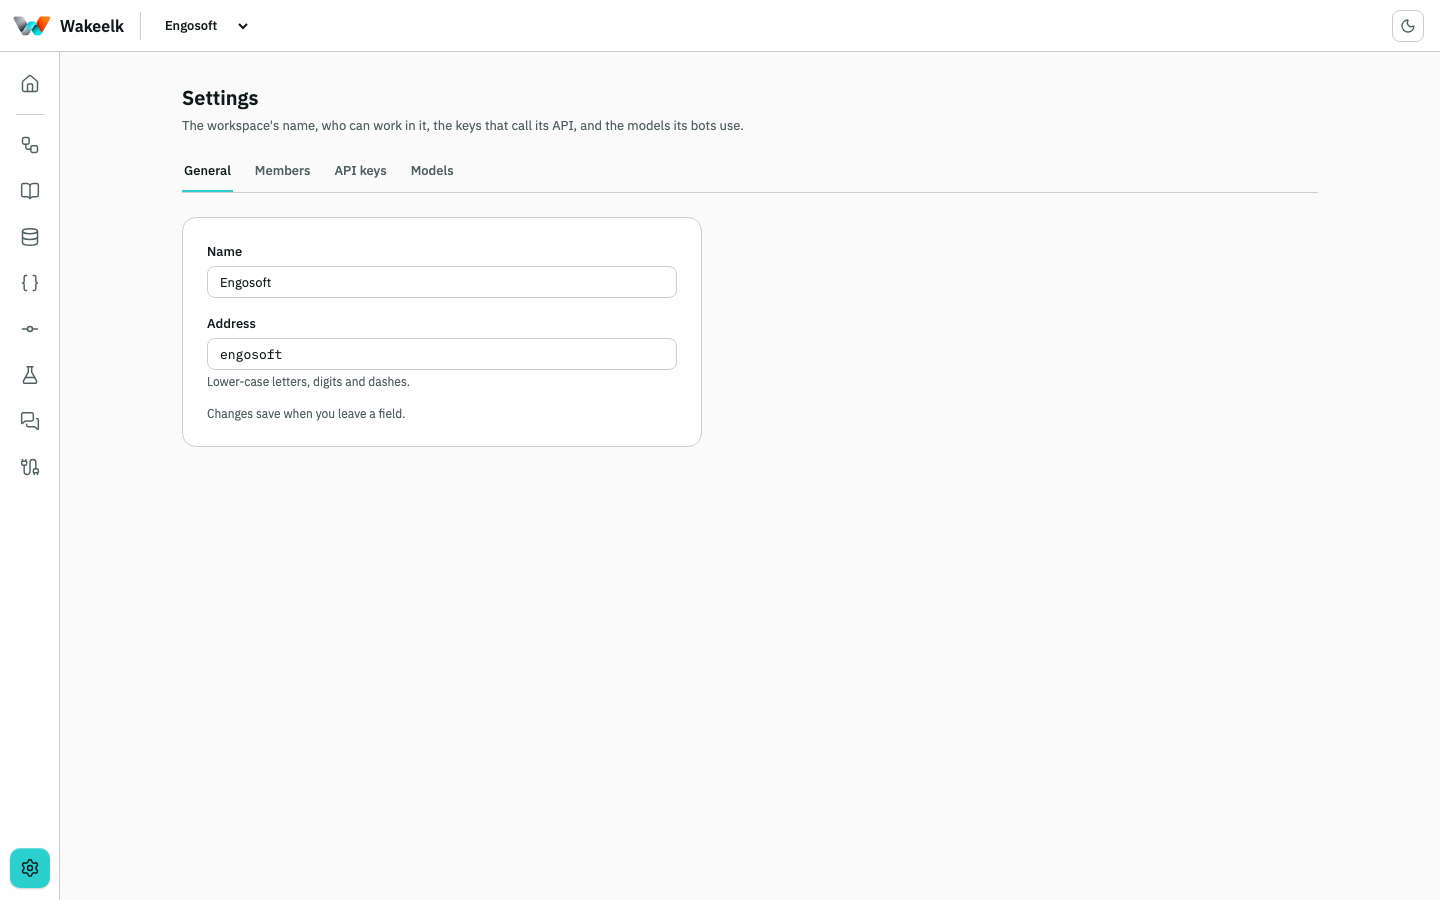 Wakeelk
Engosoft
Settings
The workspace's name, who can work in it, the keys that call its API, and the models its bots use.
General
Members
API keys
Models
Name
Engosoft
Address
engosoft
Lower-case letters, digits and dashes.
Changes save when you leave a field.